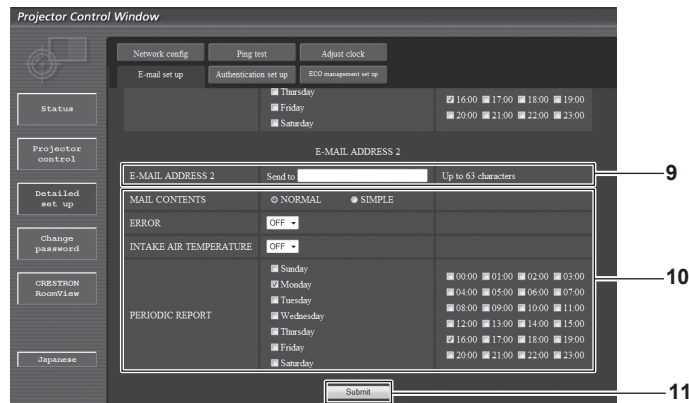 Projector Control Window
Network config Ping test Adjust clock
E-mail set up Authentication set up ECO management set up
Status
Thursday
Friday
Saturday
16:00 17:00 18:00 19:00
20:00 21:00 22:00 23:00
Projector control
E-MAIL ADDRESS 2
E-MAIL ADDRESS 2 Send to Up to 63 characters
9
Detailed set up
MAIL CONTENTS NORMAL SIMPLE
ERROR OFF
INTAKE AIR TEMPERATURE OFF
Change password
CRESTRON RoomView
PERIODIC REPORT
Sunday
Monday
Tuesday
Wednesday
Thursday
Friday
Saturday
00:00 01:00 02:00 03:00
04:00 05:00 06:00 07:00
08:00 09:00 10:00 11:00
12:00 13:00 14:00 15:00
16:00 17:00 18:00 19:00
20:00 21:00 22:00 23:00
10
Japanese
Submit
11